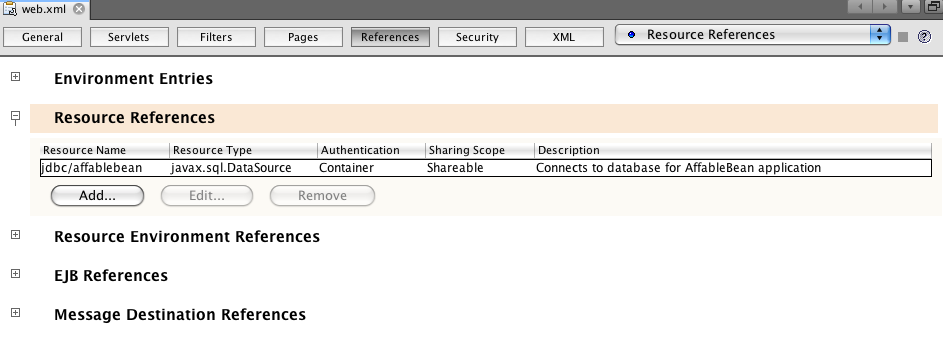 web.xml
General Servlets Filters Pages References Security XML Resource References ?
Environment Entries
Resource References
Resource Name Resource Type Authentication Sharing Scope Description
jdbc/affablebean javax.sql.DataSource Container Shareable Connects to database for AffableBean application
Add... Edit... Remove
Resource Environment References
EJB References
Message Destination References